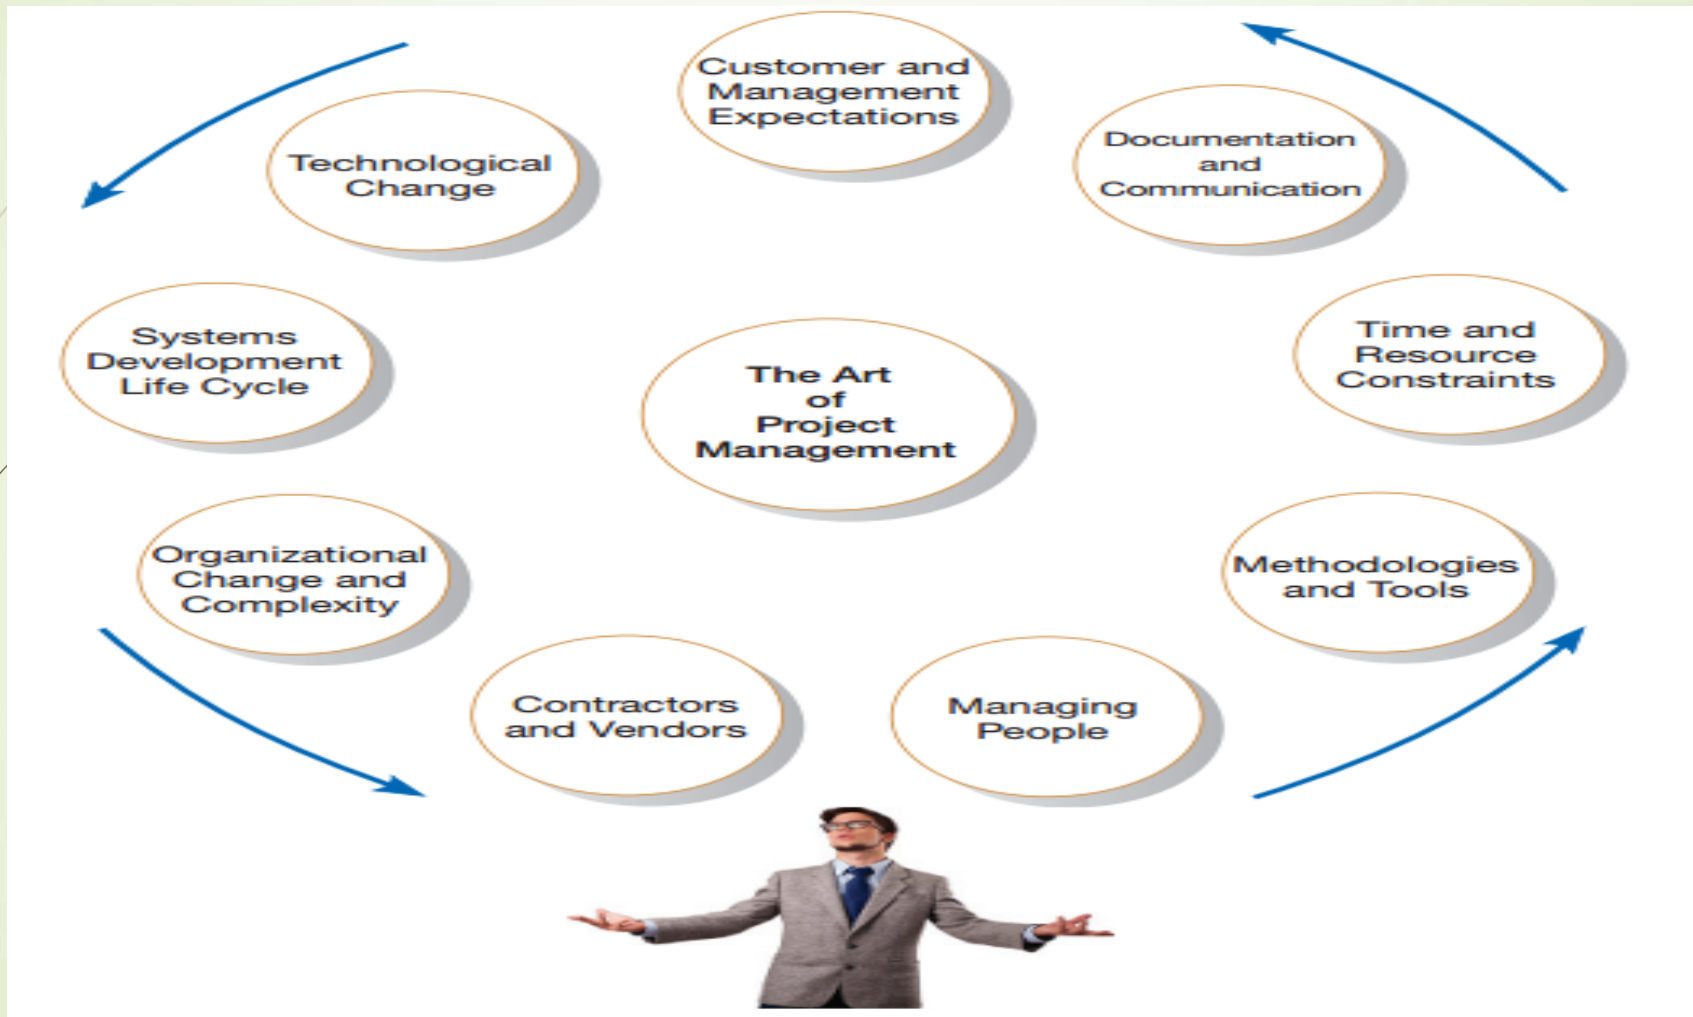 Customer and
Management
Expectations
Documentation
and
Communication
Technological
Change
Systems
Development
Life Cycle
The Art
of
Project
Management
Time and
Resource
Constraints
Organizational
Change and
Complexity
Methodologies
and Tools
Contractors
and Vendors
Managing
People